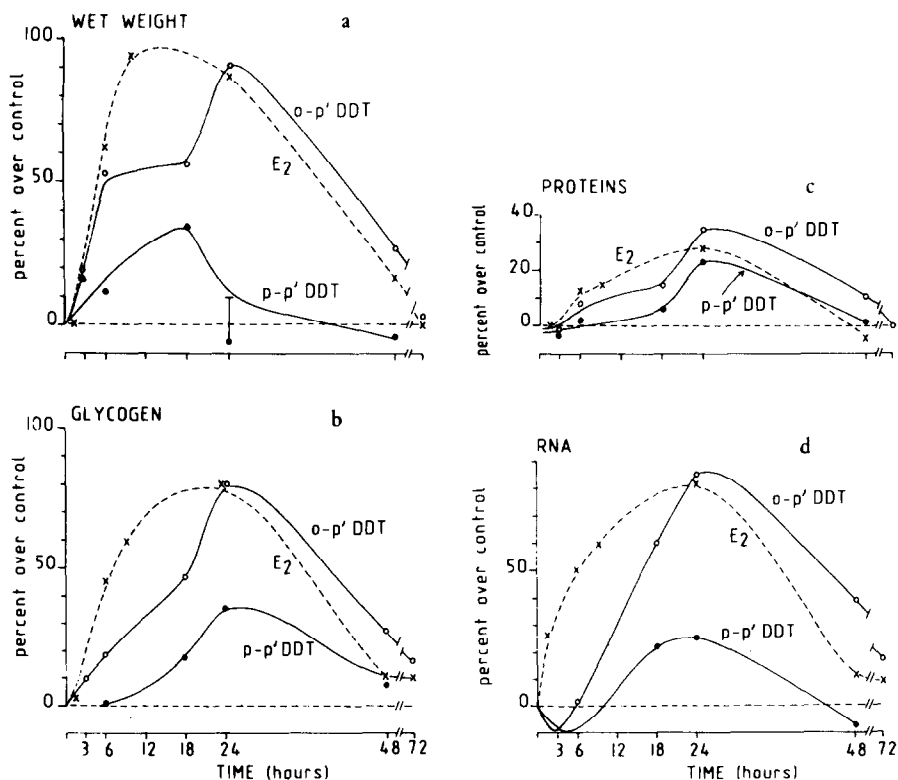 WET WEIGHT a
100
50
0
percent over control
o-p' DDT
E2
p-p' DDT
PROTEINS c
40
20
0
percent over control
E2
o-p' DDT
p-p' DDT
GLYCOGEN b
100
50
0
percent over control
o-p' DDT
E2
p-p' DDT
3 6 12 18 24 48 72
TIME (hours)
RNA d
50
0
percent over control
o-p' DDT
E2
p-p' DDT
3 6 12 18 24 48 72
TIME (hours)